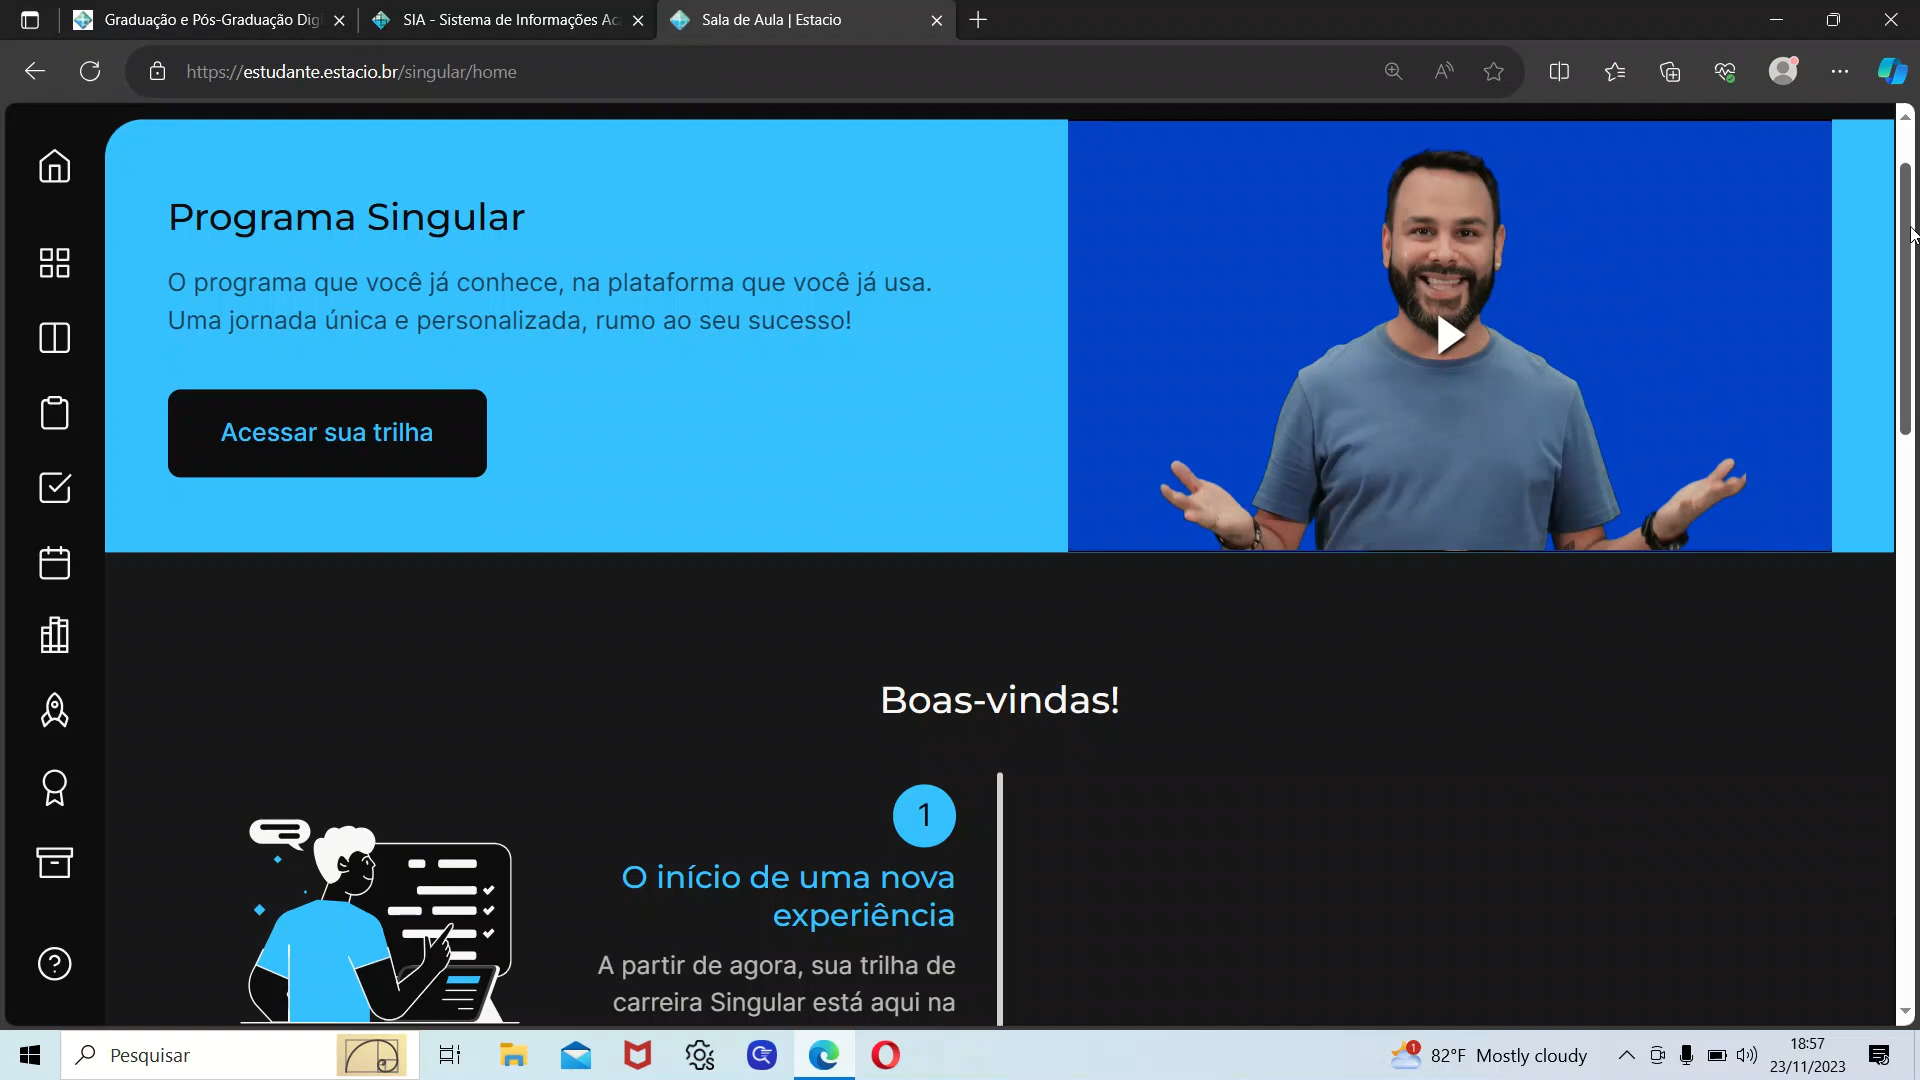 Graduação e Pós-Graduação Dig
SIA - Sistema de Informações Aca
Sala de Aula | Estacio
https://estudante.estacio.br/singular/home
Programa Singular
O programa que você já conhece, na plataforma que você já usa.
Uma jornada única e personalizada, rumo ao seu sucesso!
Acessar sua trilha
Boas-vindas!
1
O início de uma nova
experiência
A partir de agora, sua trilha de
carreira Singular está aqui na
Pesquisar
1
82°F Mostly cloudy
18:57
23/11/2023